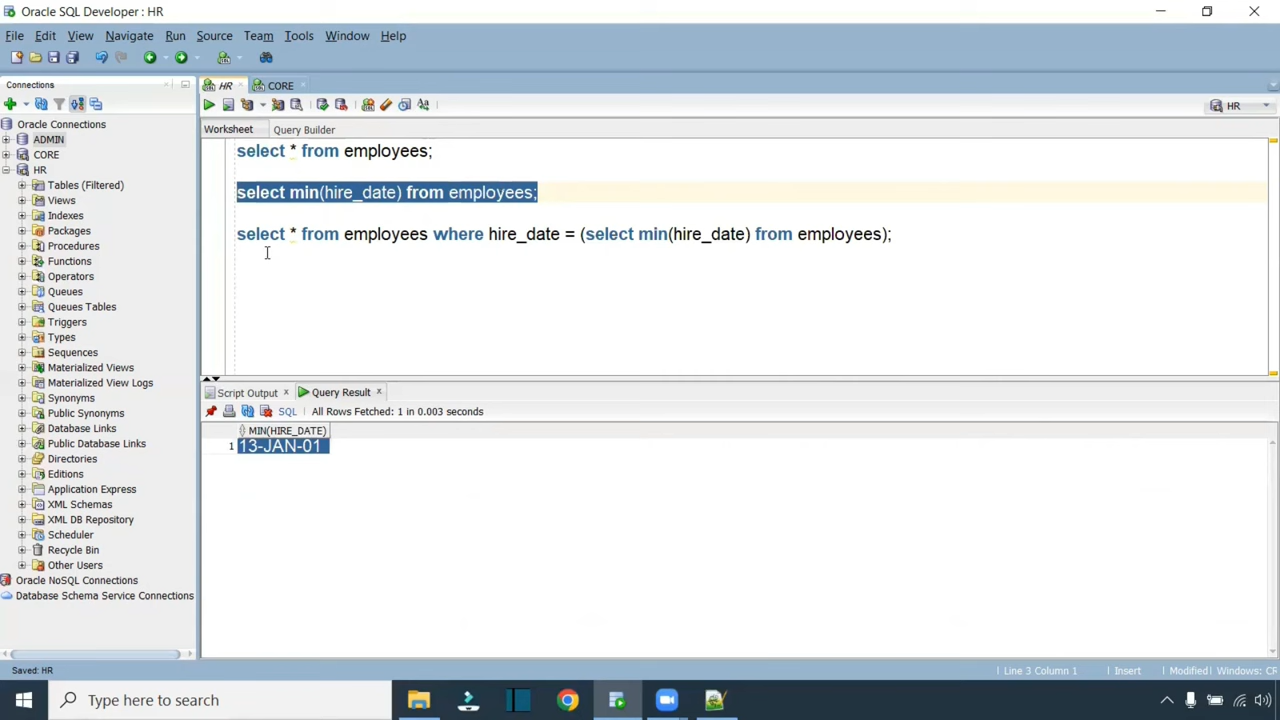 Oracle SQL Developer : HR
File Edit View Navigate Run Source Team Tools Window Help
Connections
HR
CORE
HR
Oracle Connections
ADMIN
CORE
HR
Tables (Filtered)
Views
Indexes
Packages
Procedures
Functions
Operators
Queues
Queues Tables
Triggers
Types
Sequences
Materialized Views
Materialized View Logs
Synonyms
Public Synonyms
Database Links
Public Database Links
Directories
Editions
Application Express
XML Schemas
XML DB Repository
Scheduler
Recycle Bin
Other Users
Oracle NoSQL Connections
Database Schema Service Connections
Worksheet Query Builder
select * from employees;
select min(hire_date) from employees;
select * from employees where hire_date = (select min(hire_date) from employees);
Script Output Query Result
SQL All Rows Fetched: 1 in 0.003 seconds
MIN(HIRE_DATE)
1 13-JAN-01
Saved: HR
Line 3 Column 1 Insert Modified Windows: CR
Type here to search